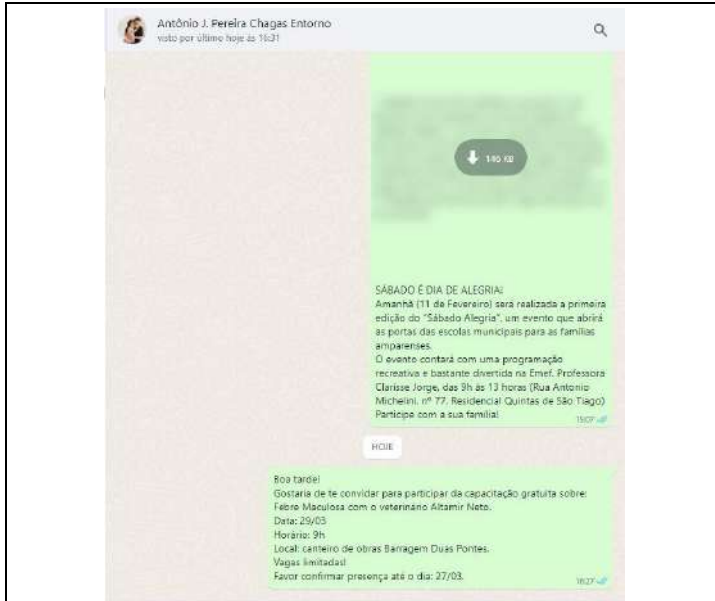 Antônio J. Pereira Chagas Entorno
visto por último hoje às 16:31
146 KB
SÁBADO É DIA DE ALEGRIA!
Amanhã (11 de Fevereiro) será realizada a primeira
edição do "Sábado Alegria", um evento que abrirá
as portas das escolas municipais para as famílias
amparenses.
O evento contará com uma programação
recreativa e bastante divertida na Emef. Professora
Clarisse Jorge, das 9h às 13 horas (Rua Antonio
Michelini, nº 77, Residencial Quintas de São Tiago)
Participe com a sua família!
15:07
HOJE
Boa tarde!
Gostaria de te convidar para participar da capacitação gratuita sobre:
Febre Maculosa com o veterinário Altamir Neto.
Data: 29/03
Horário: 9h
Local: canteiro de obras Barragem Duas Pontes.
Vagas limitadas!
Favor confirmar presença até o dia: 27/03.
16:27